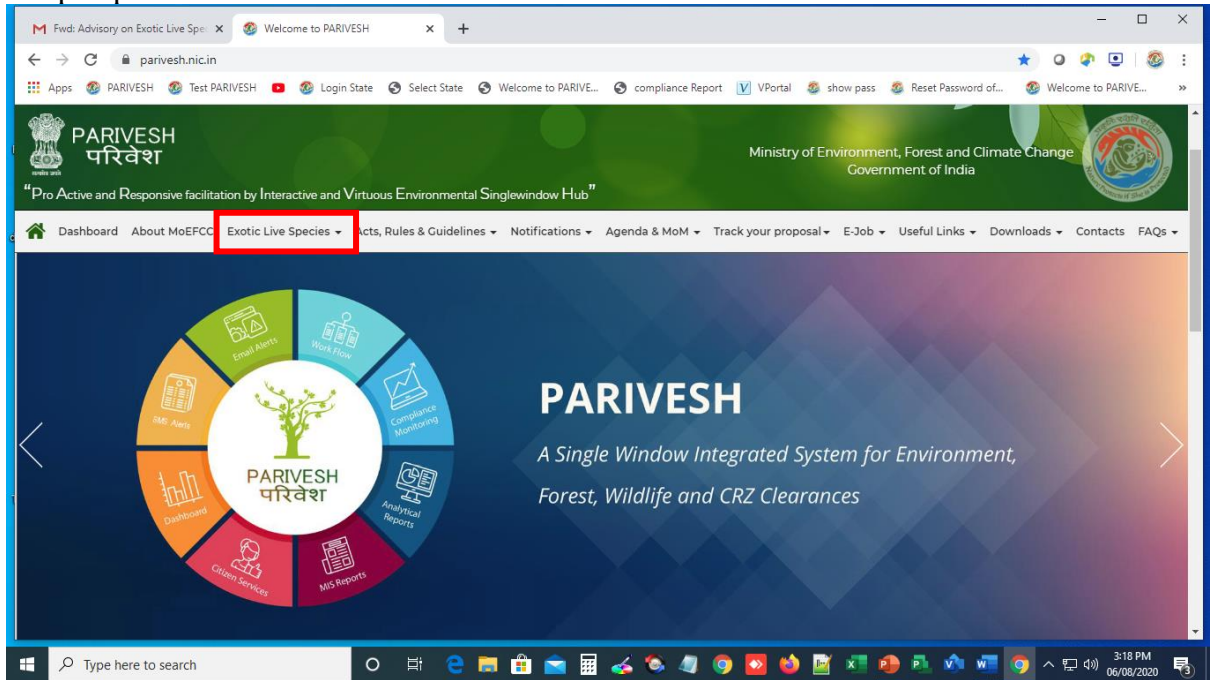 Fwd: Advisory on Exotic Live Spe
Welcome to PARIVESH
parivesh.nic.in
Apps PARIVESH Test PARIVESH Login State Select State Welcome to PARIVE... compliance Report VPortal show pass Reset Password of... Welcome to PARIVE... »
PARIVESH
परिवेश
Ministry of Environment, Forest and Climate Change
Government of India
"Pro Active and Responsive facilitation by Interactive and Virtuous Environmental Singlewindow Hub"
Dashboard About MoEFCC Exotic Live Species Acts, Rules & Guidelines Notifications Agenda & MoM Track your proposal E-Job Useful Links Downloads Contacts FAQs
Email Alerts
Work Flow
SMS Alerts
Compliance
Monitoring
PARIVESH
परिवेश
Dashboard
Analytical
Reports
Citizen Services
MIS Reports
PARIVESH
A Single Window Integrated System for Environment,
Forest, Wildlife and CRZ Clearances
Type here to search
3:18 PM
06/08/2020
3